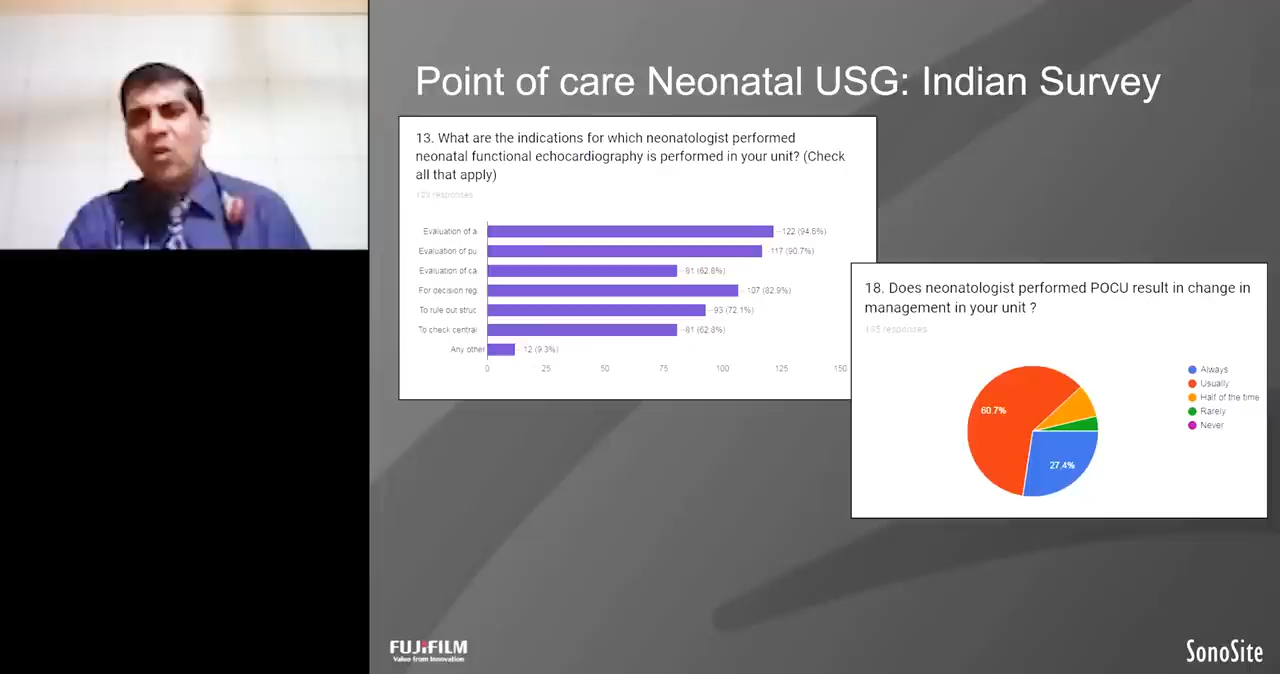 Point of care Neonatal USG: Indian Survey
13. What are the indications for which neonatologist performed
neonatal functional echocardiography is performed in your unit? (Check
all that apply)
129 responses
Evaluation of a.
122 (94.6%)
Evaluation of pu
117 (90.7%)
Evaluation of ca
81 (62.8%)
For decision reg.
107 (82.9%)
To rule out struc
93 (72.1%)
To check central
81 (62.8%)
Any other
12 (9.3%)
0 25 50 75 100 125 150
18. Does neonatologist performed POCU result in change in
management in your unit ?
responses
60.7%
27.4%
Always
Usually
Half of the time
Rarely
Never
FUJIFILM
Value from Innovation
SonoSite